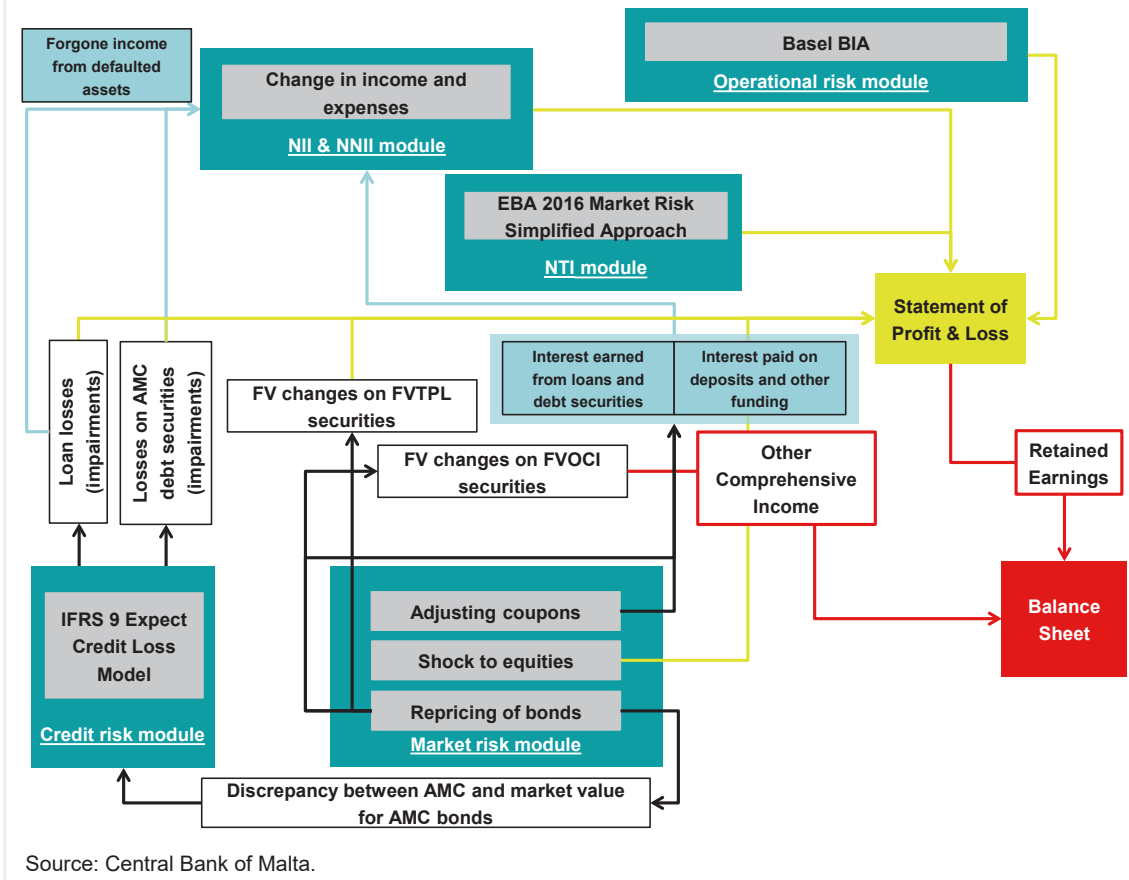 Forgone income
from defaulted
assets
Change in income and
expenses
NII & NNII module
Basel BIA
Operational risk module
EBA 2016 Market Risk
Simplified Approach
NTI module
Statement of
Profit & Loss
Loan losses
(impairments)
Losses on AMC
debt securities
(impairments)
FV changes on FVTPL
securities
Interest earned
from loans and
debt securities
Interest paid on
deposits and other
funding
FV changes on FVOCI
securities
Other
Comprehensive
Income
Retained
Earnings
IFRS 9 Expect
Credit Loss
Model
Credit risk module
Adjusting coupons
Shock to equities
Repricing of bonds
Market risk module
Balance
Sheet
Discrepancy between AMC and market value
for AMC bonds
Source: Central Bank of Malta.